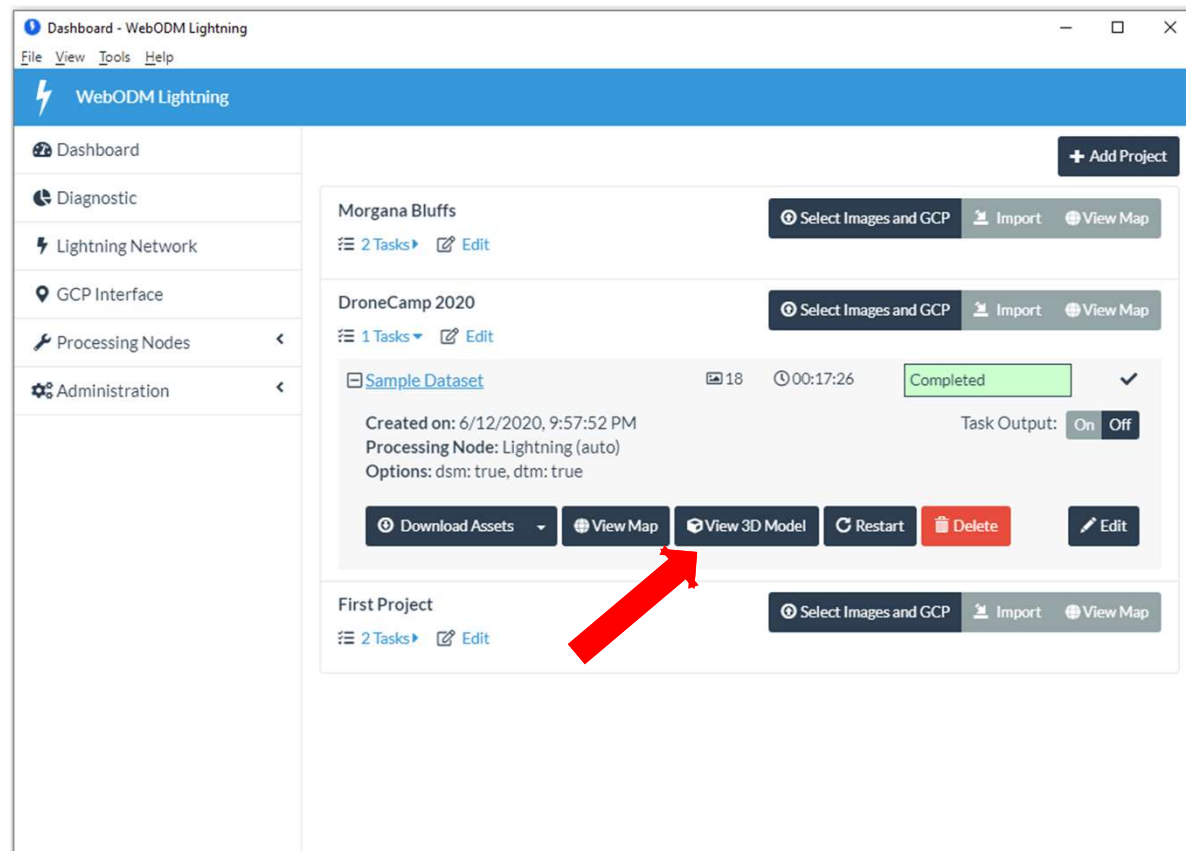 Dashboard - WebODM Lightning
File View Tools Help
WebODM Lightning
Dashboard
Diagnostic
Lightning Network
GCP Interface
Processing Nodes
Administration
Add Project
Morgana Bluffs
Select Images and GCP Import View Map
2 Tasks Edit
DroneCamp 2020
Select Images and GCP Import View Map
1 Tasks Edit
Sample Dataset 18 00:17:26 Completed
Created on: 6/12/2020, 9:57:52 PM Task Output: On Off
Processing Node: Lightning (auto)
Options: dsm: true, dtm: true
Download Assets View Map View 3D Model Restart Delete Edit
First Project
Select Images and GCP Import View Map
2 Tasks Edit